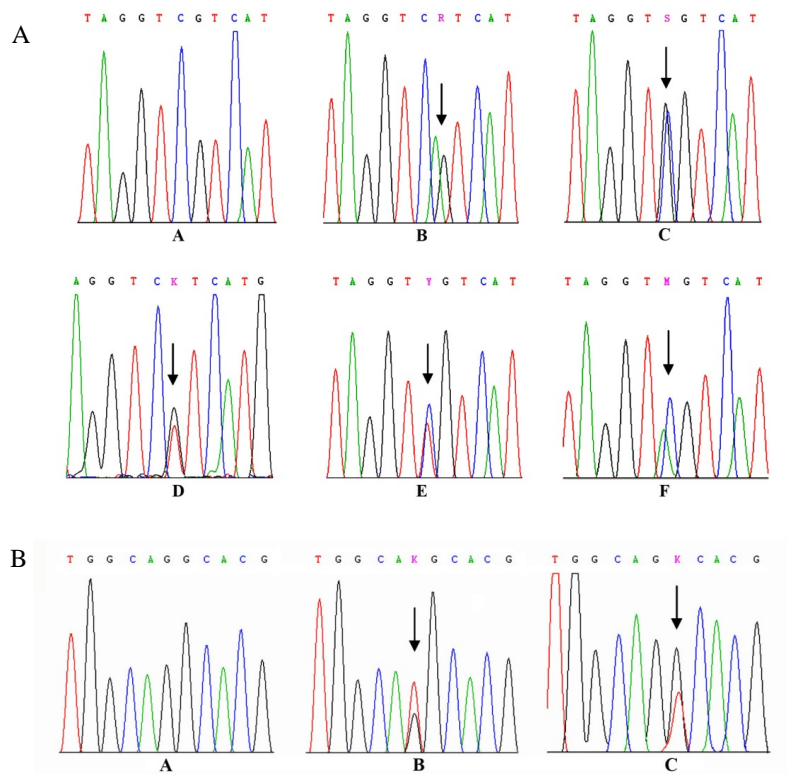 A
T A G G T C G T C A T
T A G G T C R T C A T
T A G G T S G T C A T
A
B
C
A G G T C K T C A T G
T A G G T Y G T C A T
T A G G T M G T C A T
D
E
F
B
T G G C A G G C A C G
T G G C A K G C A C G
T G G C A G K C A C G
A
B
C